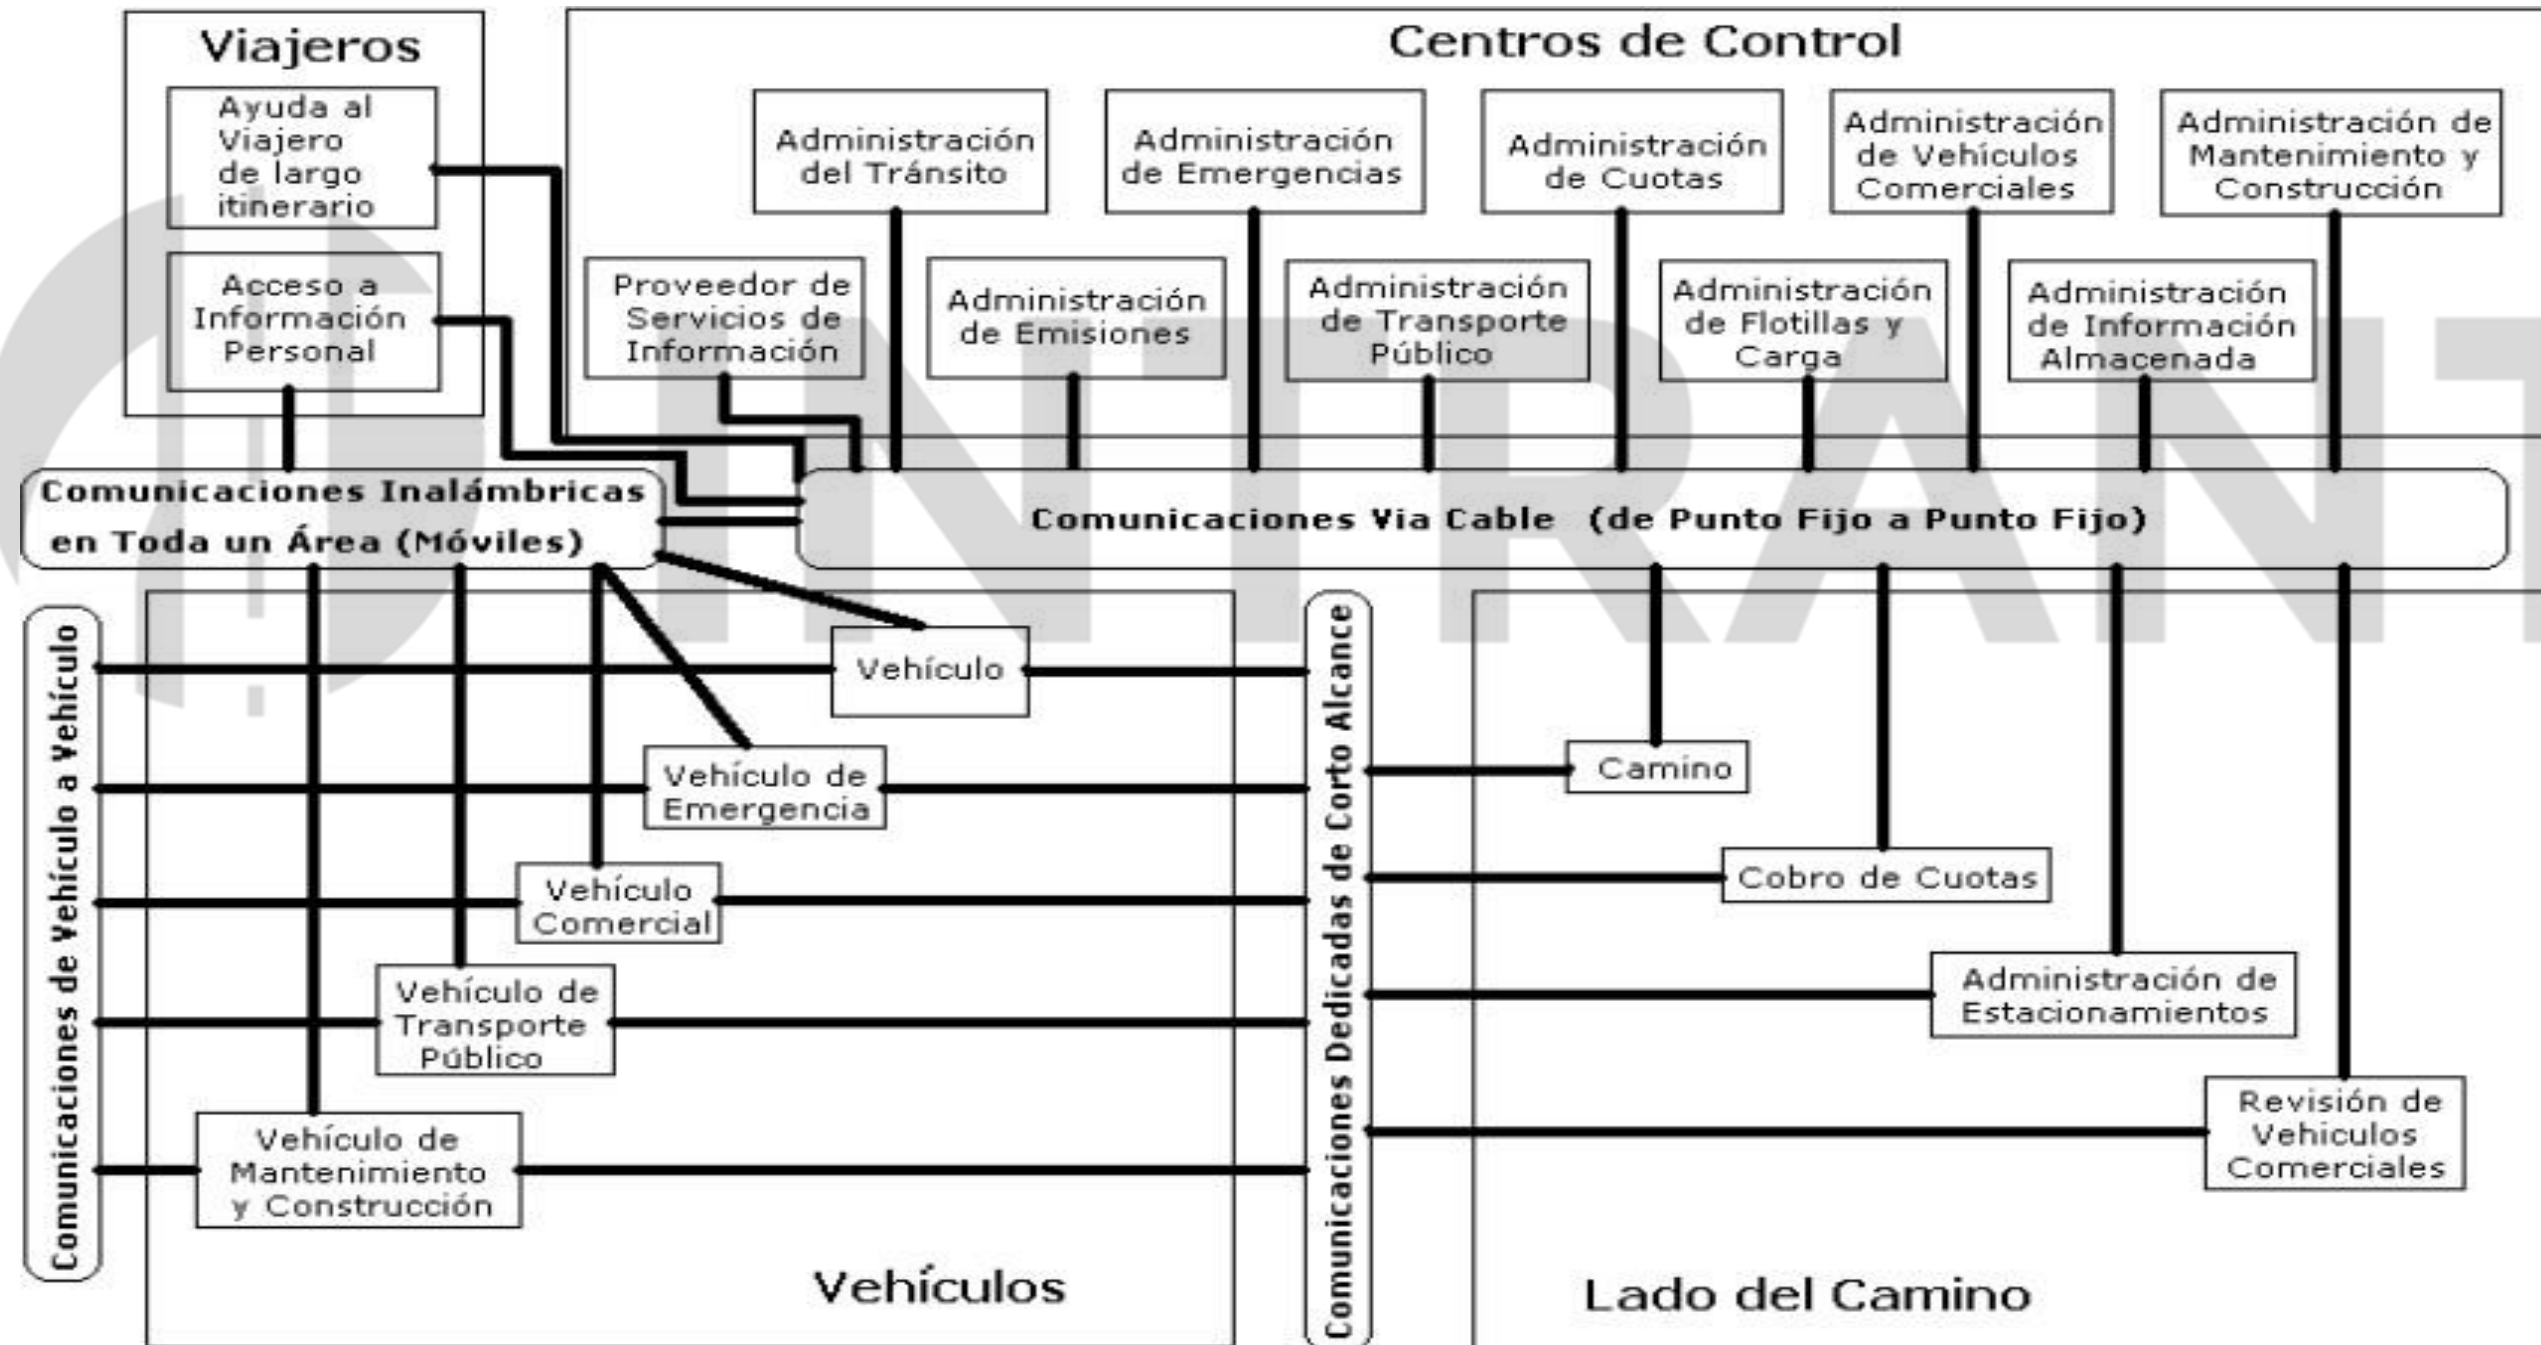 Viajeros
Ayuda al
Viajero
de largo
itinerario
Acceso a
Información
Personal
Centros de Control
Administración
del Tránsito
Administración
de Emergencias
Administración
de Cuotas
Administración
de Vehículos
Comerciales
Administración de
Mantenimiento y
Construcción
Proveedor de
Servicios de
Información
Administración
de Emisiones
Administración
de Transporte
Público
Administración
de Flotillas y
Carga
Administración
de Información
Almacenada
INTRANT
Comunicaciones Inalámbricas
en Toda un Área (Móviles)
Comunicaciones Via Cable (de Punto Fijo a Punto Fijo)
Comunicaciones de Vehículo a Vehículo
Vehículo
Vehículo de
Emergencia
Vehículo
Comercial
Vehículo de
Transporte
Público
Vehículo de
Mantenimiento
y Construcción
Vehículos
Comunicaciones Dedicadas de Corto Alcance
Camino
Cobro de Cuotas
Administración de
Estacionamientos
Revisión de
Vehiculos
Comerciales
Lado del Camino